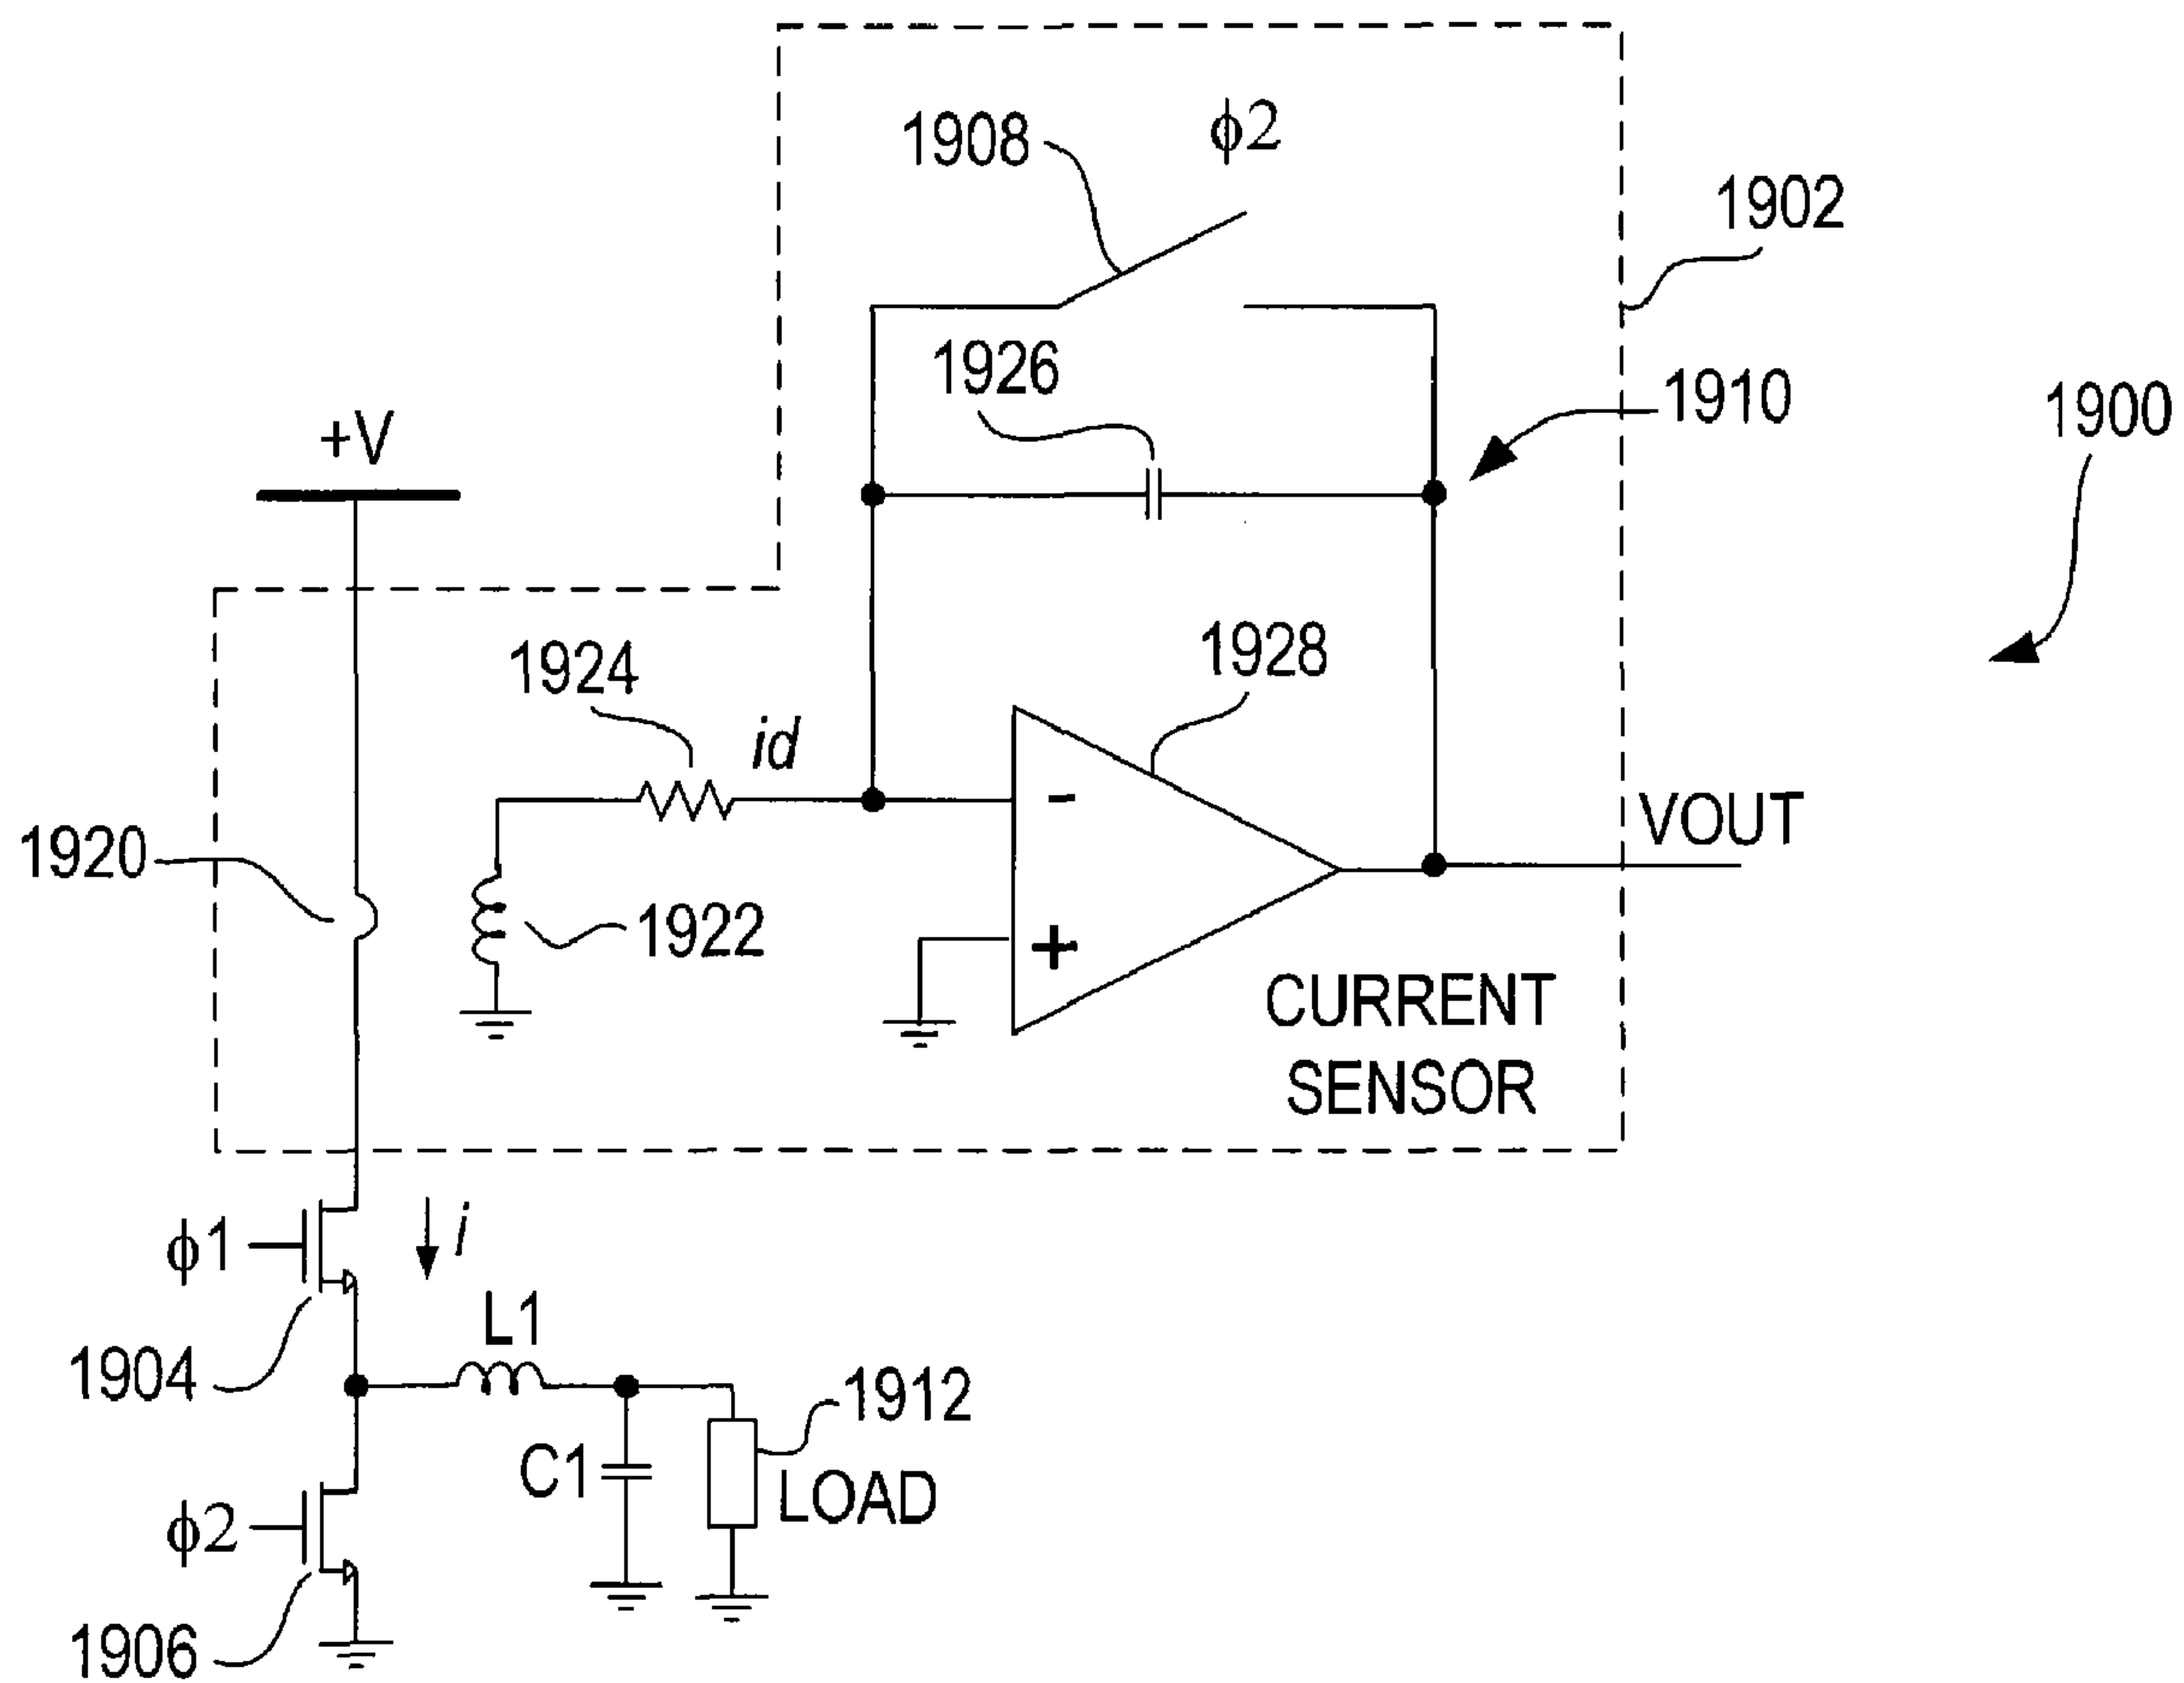 1908
ϕ2
1902
1926
1910
1900
+V
1924
id
1928
1920
VOUT
1922
-
+
CURRENT
SENSOR
ϕ1
i
1904
L1
1912
C1
LOAD
ϕ2
1906